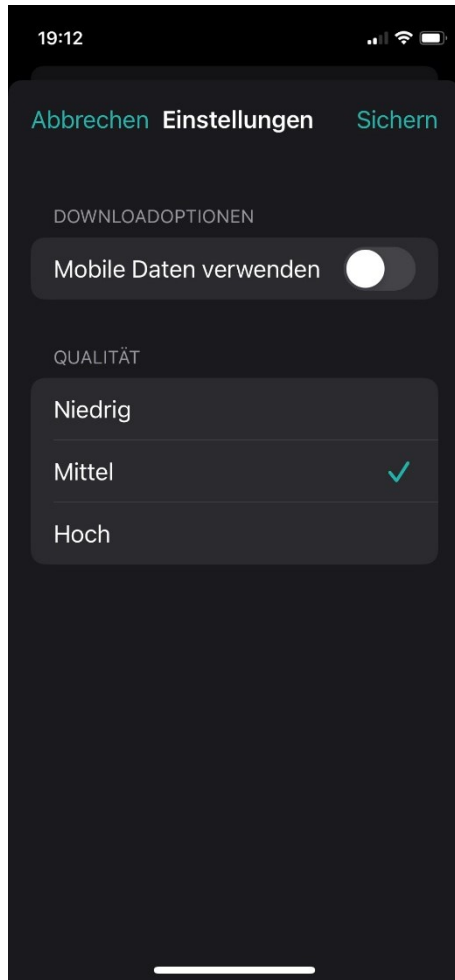 19:12
Abbrechen Einstellungen Sichern
DOWNLOADOPTIONEN
Mobile Daten verwenden
QUALITÄT
Niedrig
Mittel
Hoch